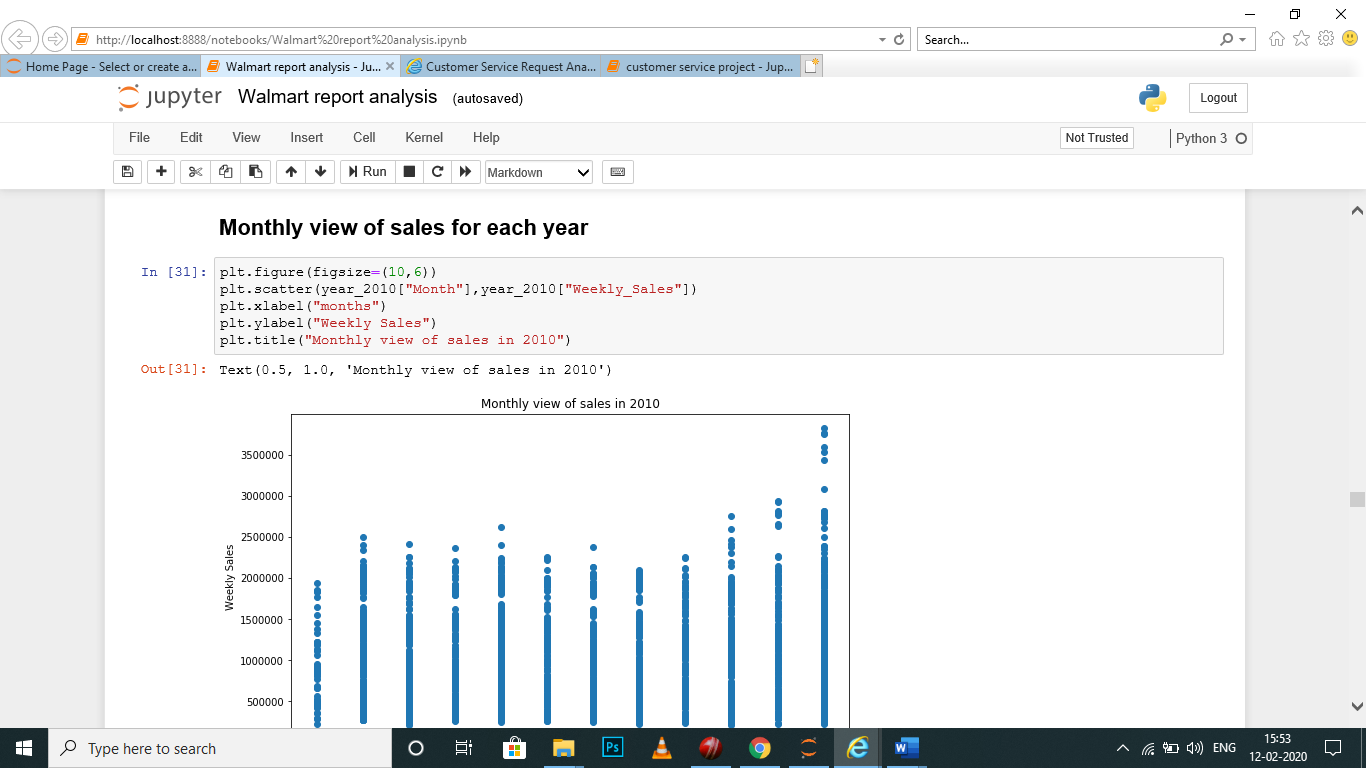 http://localhost:8888/notebooks/Walmart%20report%20analysis.ipynb
Search...
Home Page - Select or create a...
Walmart report analysis - Ju...
Customer Service Request Ana...
customer service project - Jup...
jupyter Walmart report analysis (autosaved)
Logout
File Edit View Insert Cell Kernel Help
Not Trusted
Python 3
Run
Markdown
Monthly view of sales for each year
In [31]:
plt.figure(figsize=(10,6))
plt.scatter(year_2010["Month"],year_2010["Weekly_Sales"])
plt.xlabel("months")
plt.ylabel("Weekly Sales")
plt.title("Monthly view of sales in 2010")
Out[31]:
Text(0.5, 1.0, 'Monthly view of sales in 2010')
Monthly view of sales in 2010
3500000
3000000
2500000
2000000
1500000
1000000
500000
Weekly Sales
Type here to search
Ps
W
ENG
15:53
12-02-2020